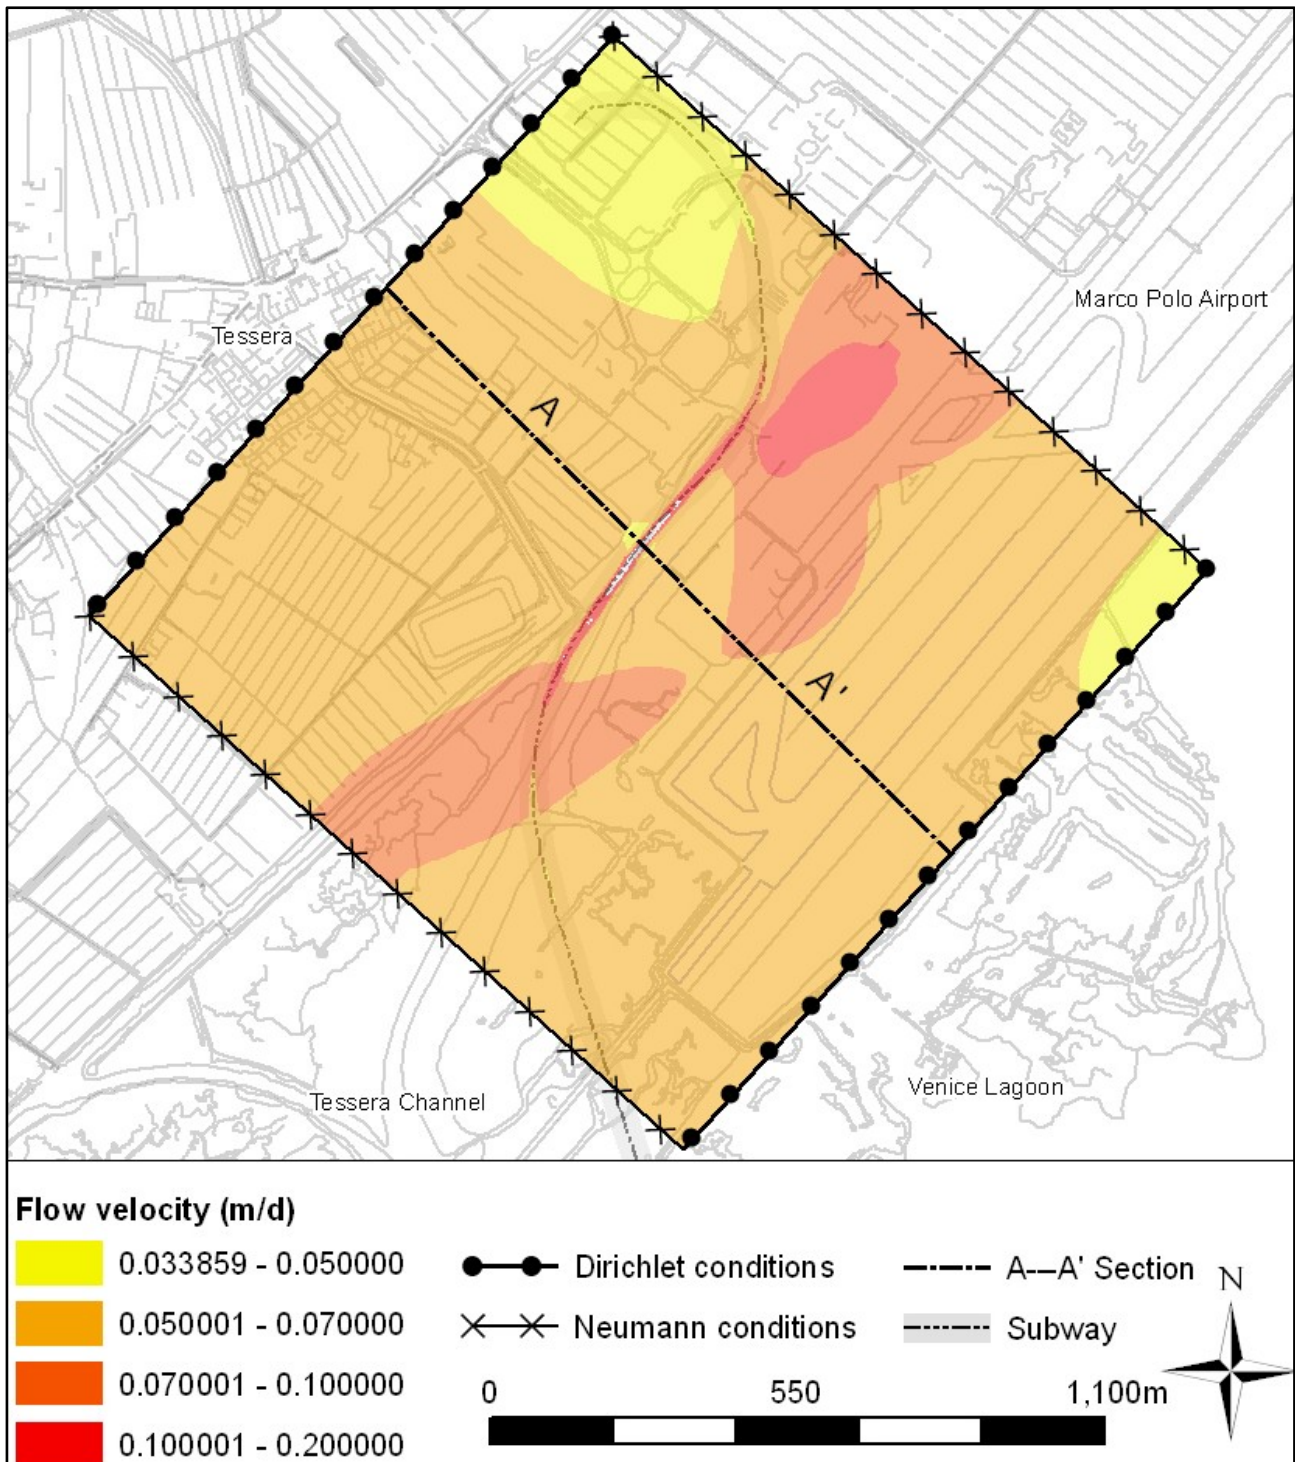 Marco Polo Airport
Tessera
A
A'
Venice Lagoon
Tessera Channel
Flow velocity (m/d)
0.033859 - 0.050000
0.050001 - 0.070000
0.070001 - 0.100000
0.100001 - 0.200000
Dirichlet conditions
Neumann conditions
A---A' Section
Subway
N
0 550 1,100m